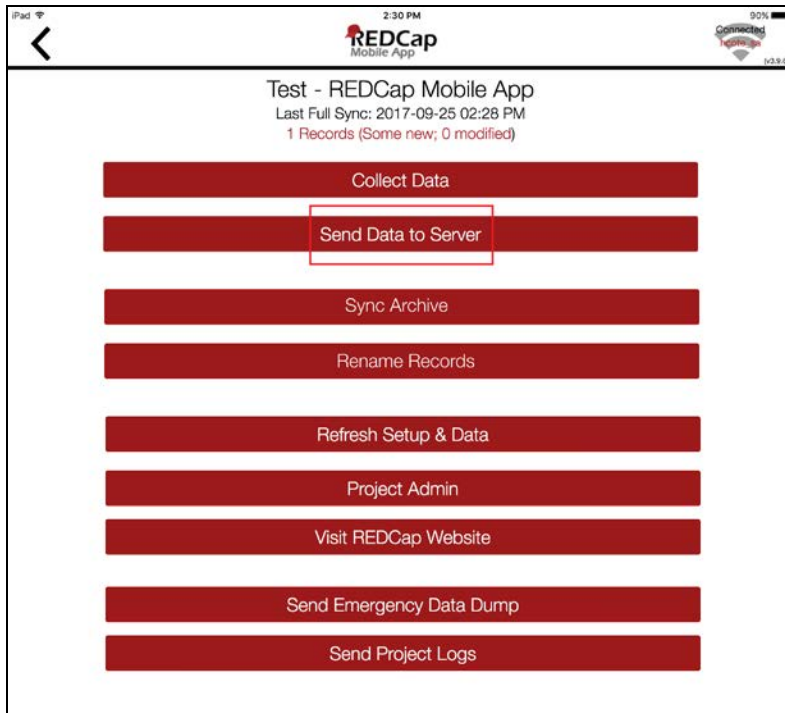 iPad 2:30 PM 90%
REDCap
Mobile App
Connected
Test - REDCap Mobile App
Last Full Sync: 2017-09-25 02:28 PM
1 Records (Some new; 0 modified)
Collect Data
Send Data to Server
Sync Archive
Rename Records
Refresh Setup & Data
Project Admin
Visit REDCap Website
Send Emergency Data Dump
Send Project Logs